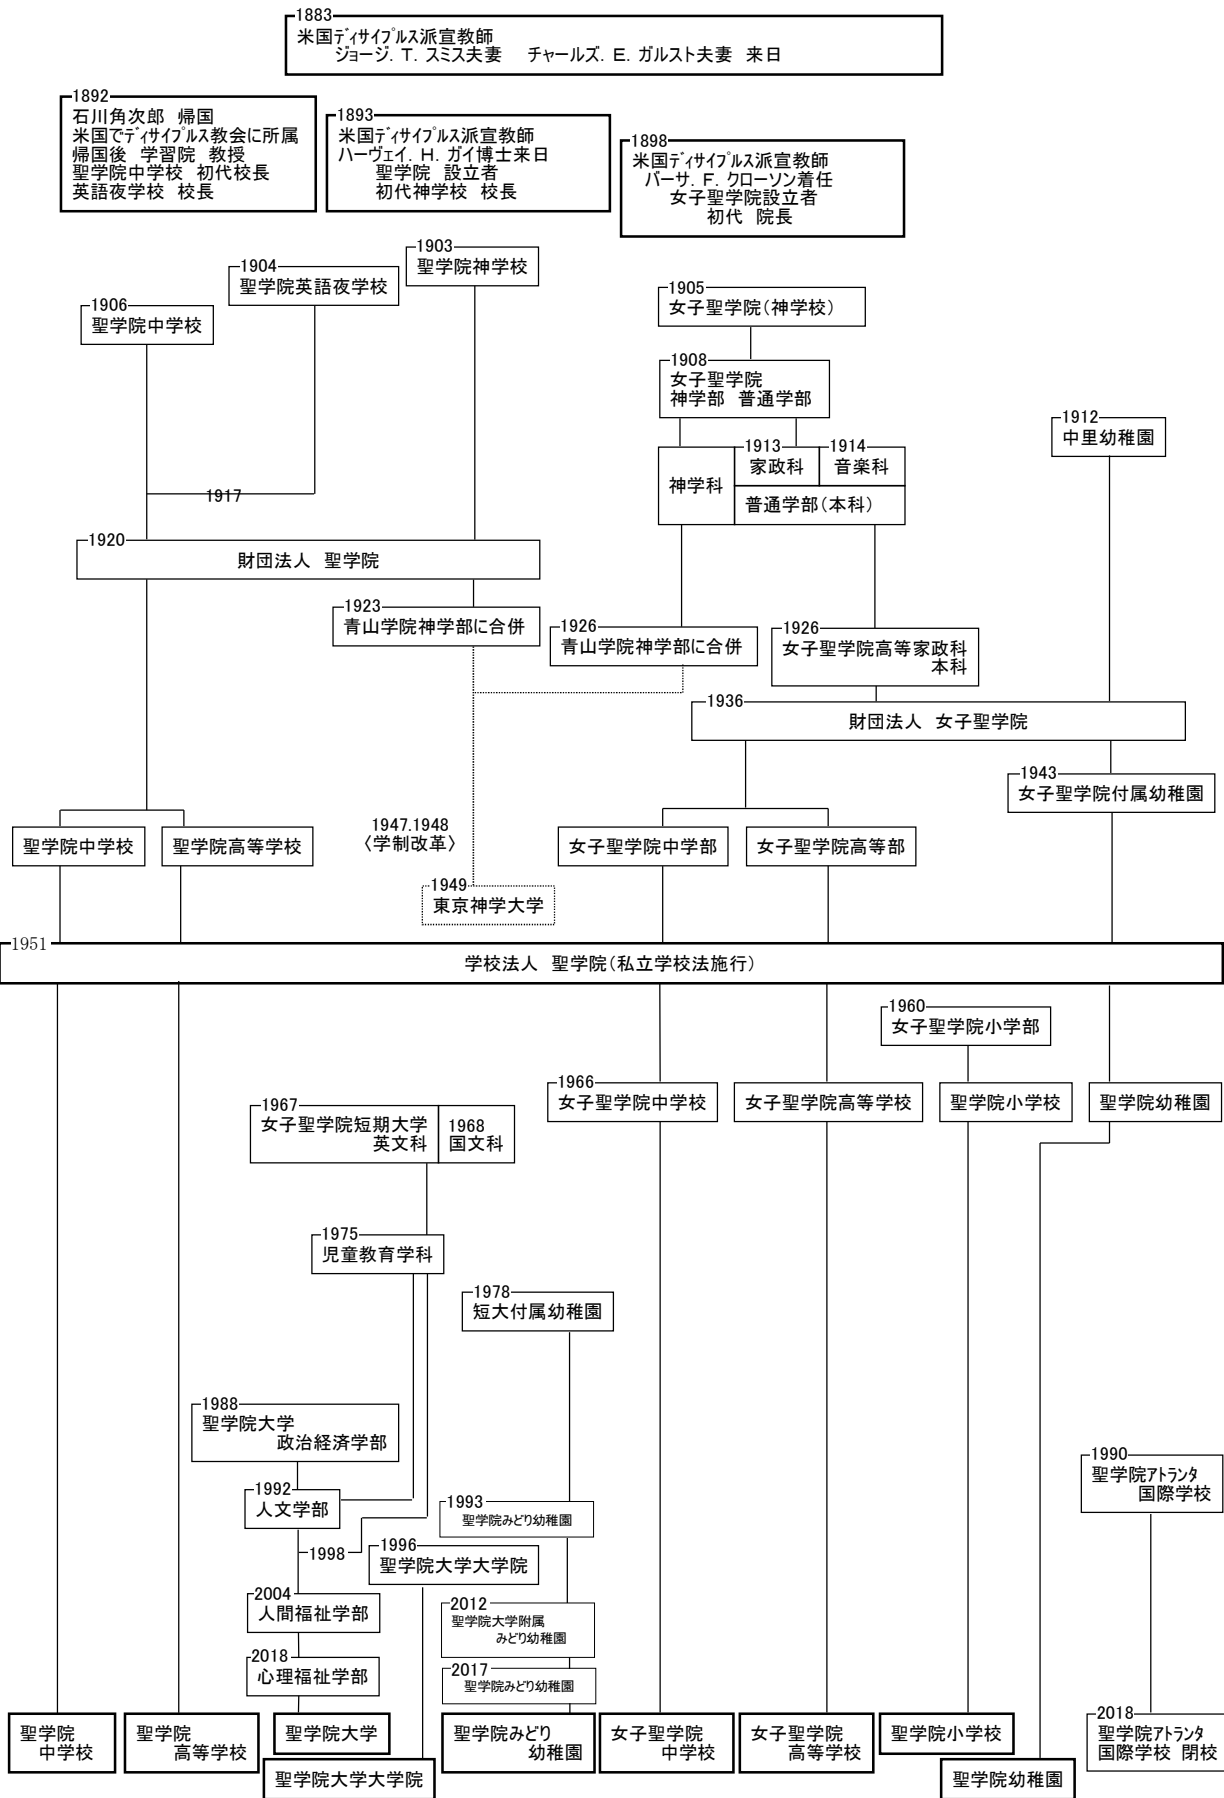 1883
米国ディサイプルス派宣教師
ジョージ. T. スミス夫妻 チャールズ. E. ガルスト夫妻 来日
1892
石川角次郎 帰国
米国でディサイプルス教会に所属
帰国後 学習院 教授
聖学院中学校 初代校長
英語夜学校 校長
1893
米国ディサイプルス派宣教師
ハーヴェイ. H. ガイ博士来日
聖学院 設立者
初代神学校 校長
1898
米国ディサイプルス派宣教師
バーサ. F. クローソン着任
女子聖学院設立者
初代 院長
1903
聖学院神学校
1904
聖学院英語夜学校
1906
聖学院中学校
1905
女子聖学院(神学校)
1908
女子聖学院
神学部 普通学部
1912
中里幼稚園
神学科
1913
家政科
1914
音楽科
普通学部(本科)
1917
1920
財団法人 聖学院
1923
青山学院神学部に合併
1926
青山学院神学部に合併
1926
女子聖学院高等家政科
本科
1936
財団法人 女子聖学院
1943
女子聖学院付属幼稚園
聖学院中学校
聖学院高等学校
1947.1948
〈学制改革〉
女子聖学院中学部
女子聖学院高等部
1949
東京神学大学
1951
学校法人 聖学院(私立学校法施行)
1960
女子聖学院小学部
1966
女子聖学院中学校
女子聖学院高等学校
聖学院小学校
聖学院幼稚園
1967
女子聖学院短期大学
英文科
1968
国文科
1975
児童教育学科
1978
短大付属幼稚園
1988
聖学院大学
政治経済学部
1990
聖学院アトランタ
国際学校
1992
人文学部
1993
聖学院みどり幼稚園
1998
1996
聖学院大学大学院
2004
人間福祉学部
2012
聖学院大学附属
みどり幼稚園
2018
心理福祉学部
2017
聖学院みどり幼稚園
聖学院
中学校
聖学院
高等学校
聖学院大学
聖学院みどり
幼稚園
女子聖学院
中学校
女子聖学院
高等学校
聖学院小学校
2018
聖学院アトランタ
国際学校 閉校
聖学院大学大学院
聖学院幼稚園